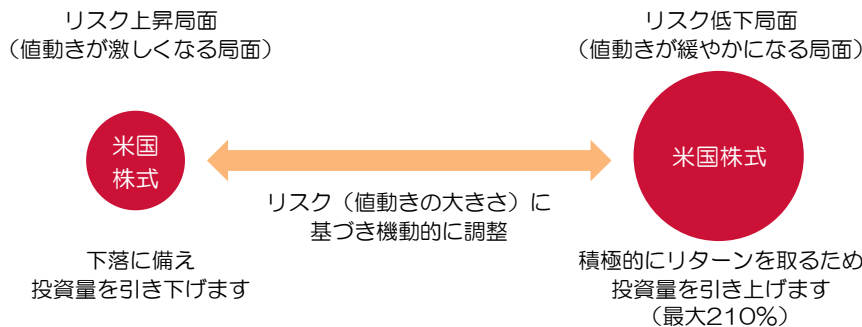 リスク上昇局面
（値動きが激しくなる局面）
米国
株式
下落に備え
投資量を引き下げます
リスク（値動きの大きさ）に
基づき機動的に調整
リスク低下局面
（値動きが緩やかになる局面）
米国株式
積極的にリターンを取るため
投資量を引き上げます
（最大210%）